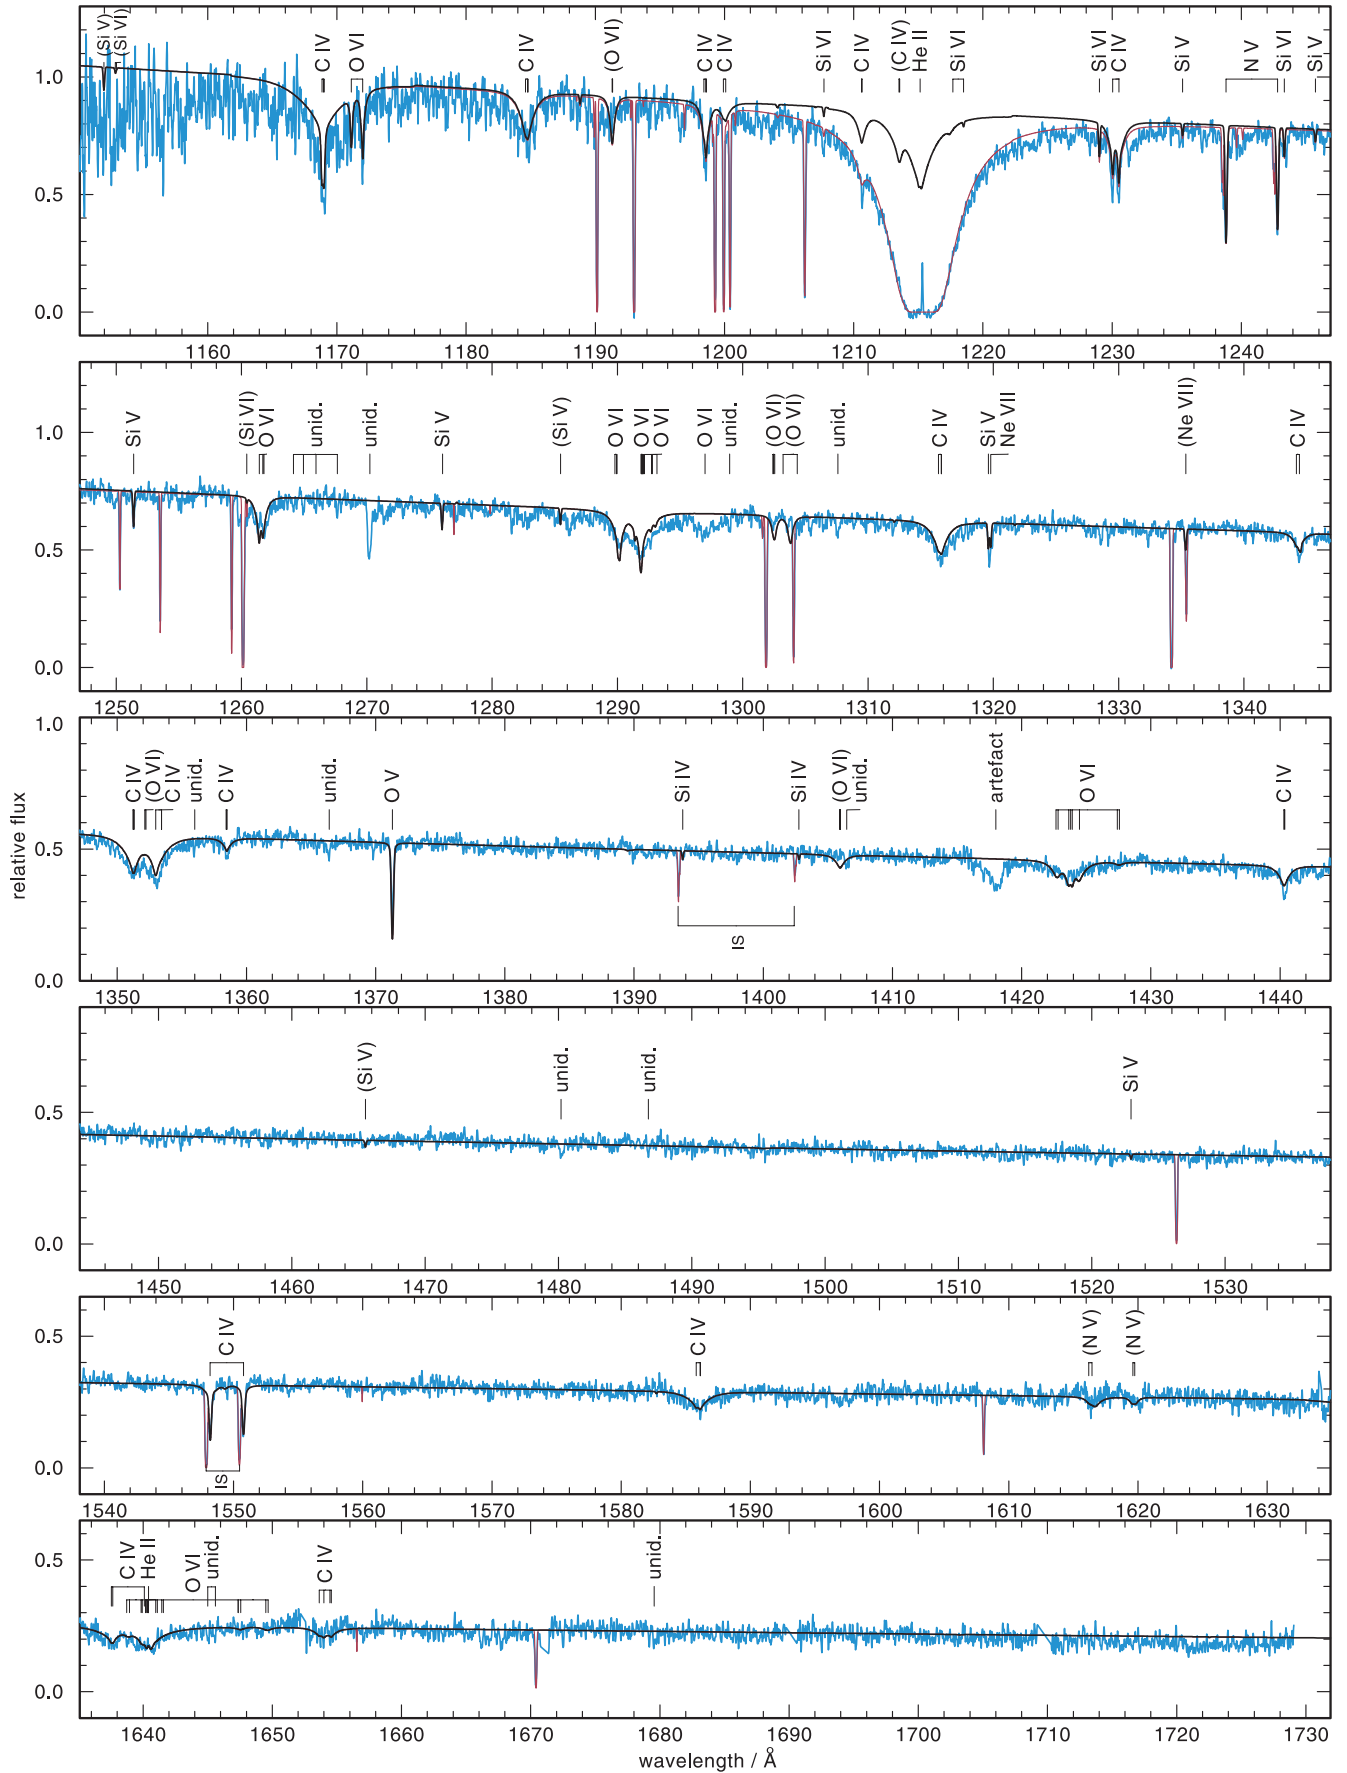 (Si V) (Si VI) C IV O VI C IV (O VI) C IV C IV Si VI C IV (C IV) He II Si VI Si VI C IV Si V N V Si VI Si V
1.0
0.5
0.0
1160 1170 1180 1190 1200 1210 1220 1230 1240
Si V (Si VI) O VI unid. unid. Si V (Si V) O VI O VI O VI O VI unid. (O VI) (O VI) unid. C IV Si V Ne VII (Ne VII) C IV
1.0
0.5
0.0
1250 1260 1270 1280 1290 1300 1310 1320 1330 1340
relative flux
C IV (O VI) C IV unid. C IV unid. O V Si IV Si IV (O VI) unid. artefact O VI C IV
1.0
0.5
IS
0.0
1350 1360 1370 1380 1390 1400 1410 1420 1430 1440
(Si V) unid. unid. Si V
0.5
0.0
1450 1460 1470 1480 1490 1500 1510 1520 1530
C IV C IV (N V) (N V)
0.5
0.0
IS
1540 1550 1560 1570 1580 1590 1600 1610 1620 1630
C IV He II O VI unid. C IV unid.
0.5
0.0
1640 1650 1660 1670 1680 1690 1700 1710 1720 1730
wavelength / Å